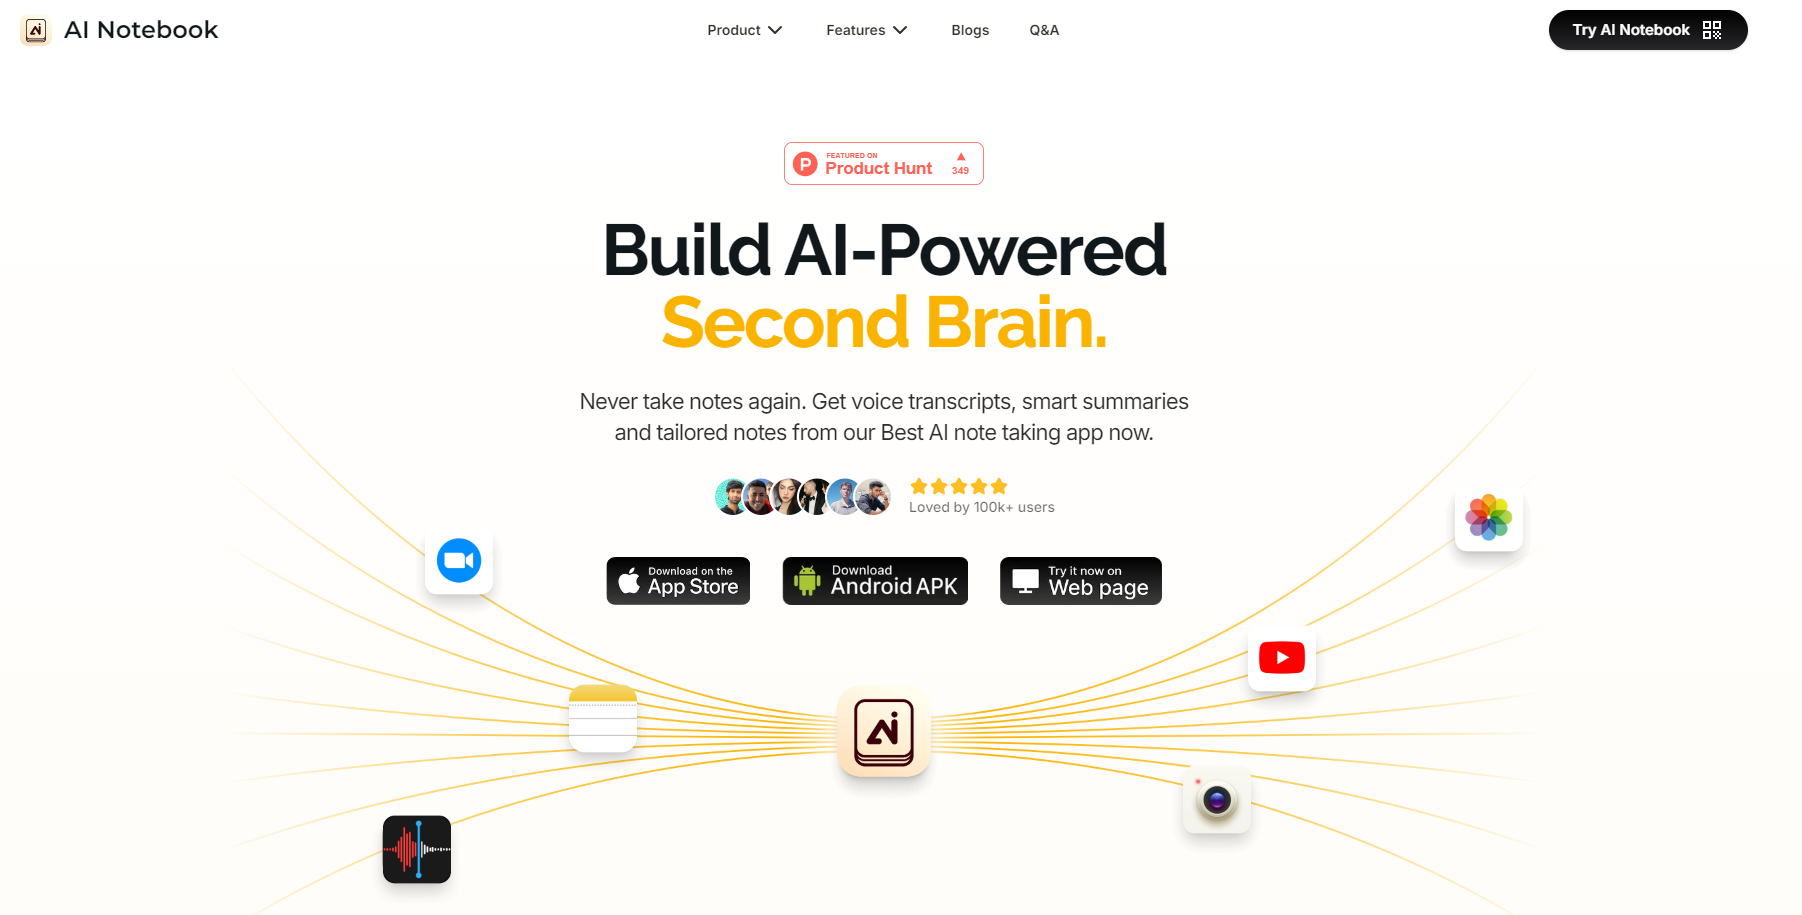 AI Notebook
Product
Features
Blogs
Q&A
Try AI Notebook
FEATURED ON
Product Hunt
349
Build AI-Powered
Second Brain.
Never take notes again. Get voice transcripts, smart summaries
and tailored notes from our Best AI note taking app now.
Loved by 100k+ users
Download on the
App Store
Download
Android APK
Try it now on
Web page